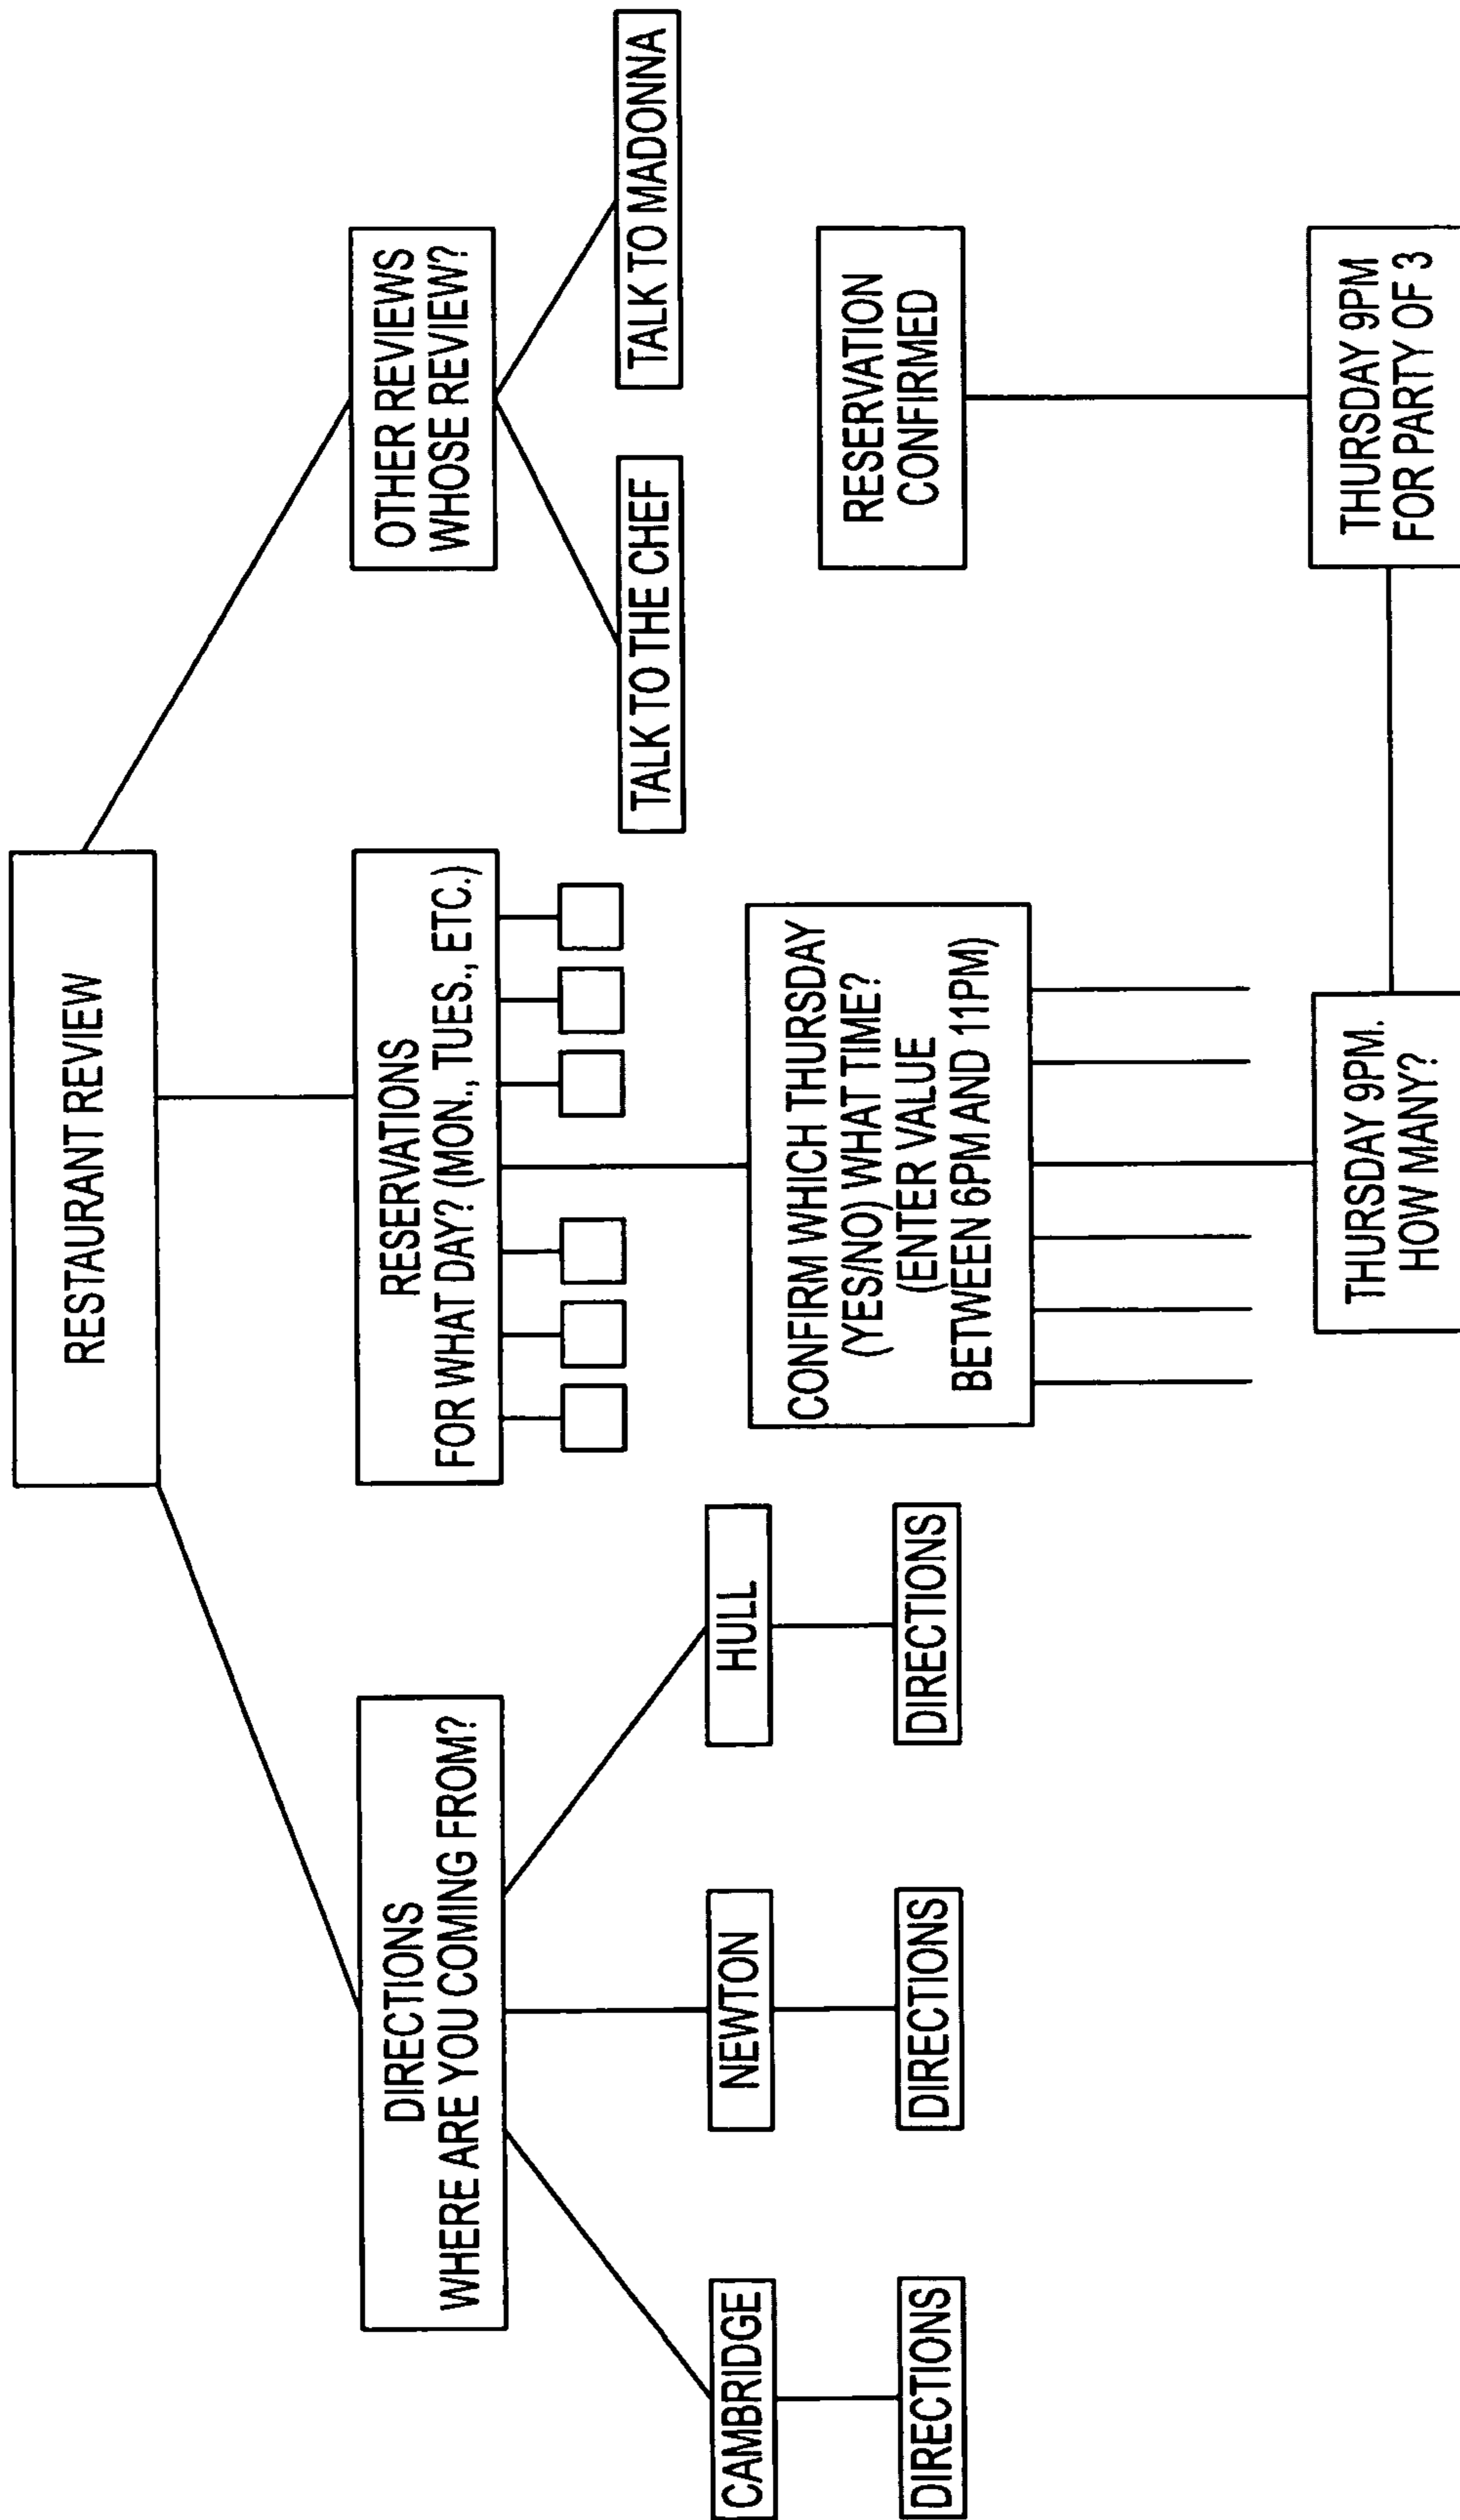 RESTAURANT REVIEW
DIRECTIONS
WHERE ARE YOU COMING FROM?
RESERVATIONS
FOR WHAT DAY? (MON., TUES., ETC.)
OTHER REVIEWS
WHOSE REVIEW?
TALK TO THE CHEF
TALK TO MADONNA
CAMBRIDGE
NEWTON
HULL
DIRECTIONS
DIRECTIONS
DIRECTIONS
CONFIRM WHICH THURSDAY
(YES/NO) WHAT TIME?
(ENTER VALUE
BETWEEN 6PM AND 11PM)
RESERVATION
CONFIRMED
THURSDAY 9PM.
HOW MANY?
THURSDAY 9PM
FOR PARTY OF 3